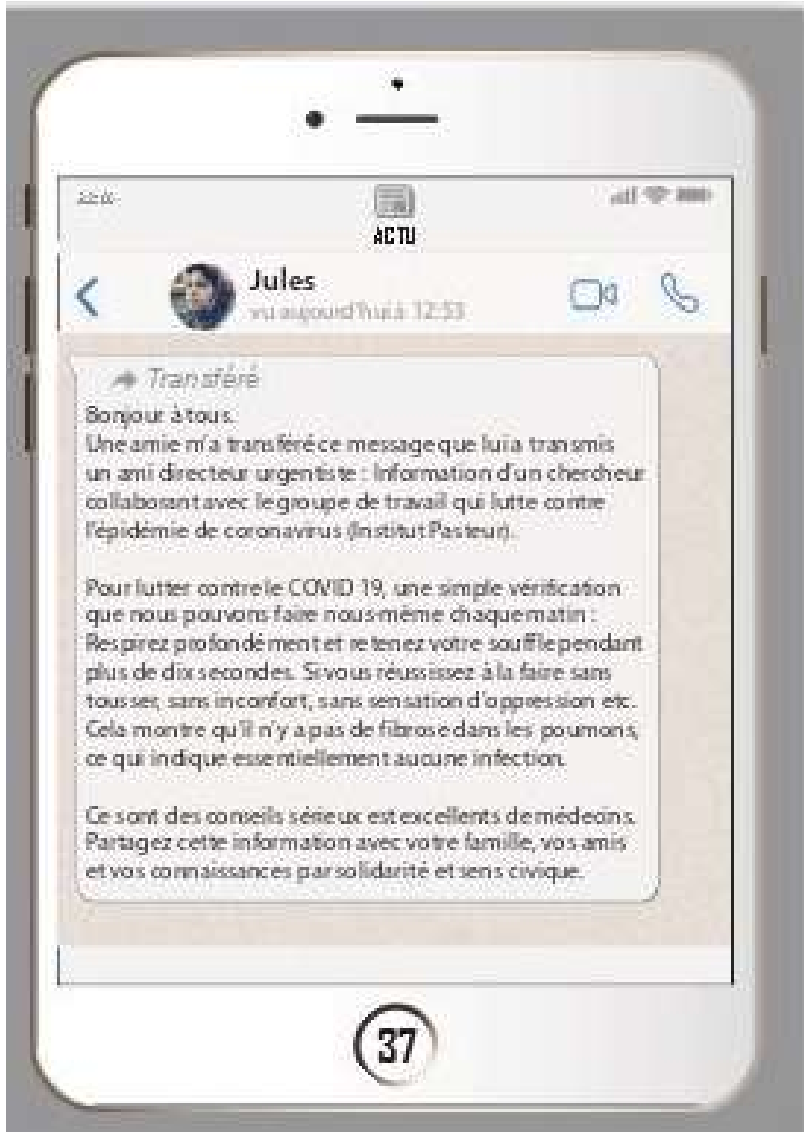 ACTU
Jules
vu aujourd'hui à 12:53
Transféré
Bonjour à tous.
Une amie m'a transféré ce message que lui a transmis
un ami directeur urgentiste : Information d'un chercheur
collaborant avec le groupe de travail qui lutte contre
l'épidémie de coronavirus (Institut Pasteur).
Pour lutter contre le COVID 19, une simple vérification
que nous pouvons faire nous-même chaque matin :
Respirez profondément et retenez votre souffle pendant
plus de dix secondes. Si vous réussissez à la faire sans
tousser, sans inconfort, sans sensation d'oppression etc.
Cela montre qu'il n'y a pas de fibrose dans les poumons,
ce qui indique essentiellement aucune infection.
Ce sont des conseils sérieux est excellents de médecins.
Partagez cette information avec votre famille, vos amis
et vos connaissances par solidarité et sens civique.
37